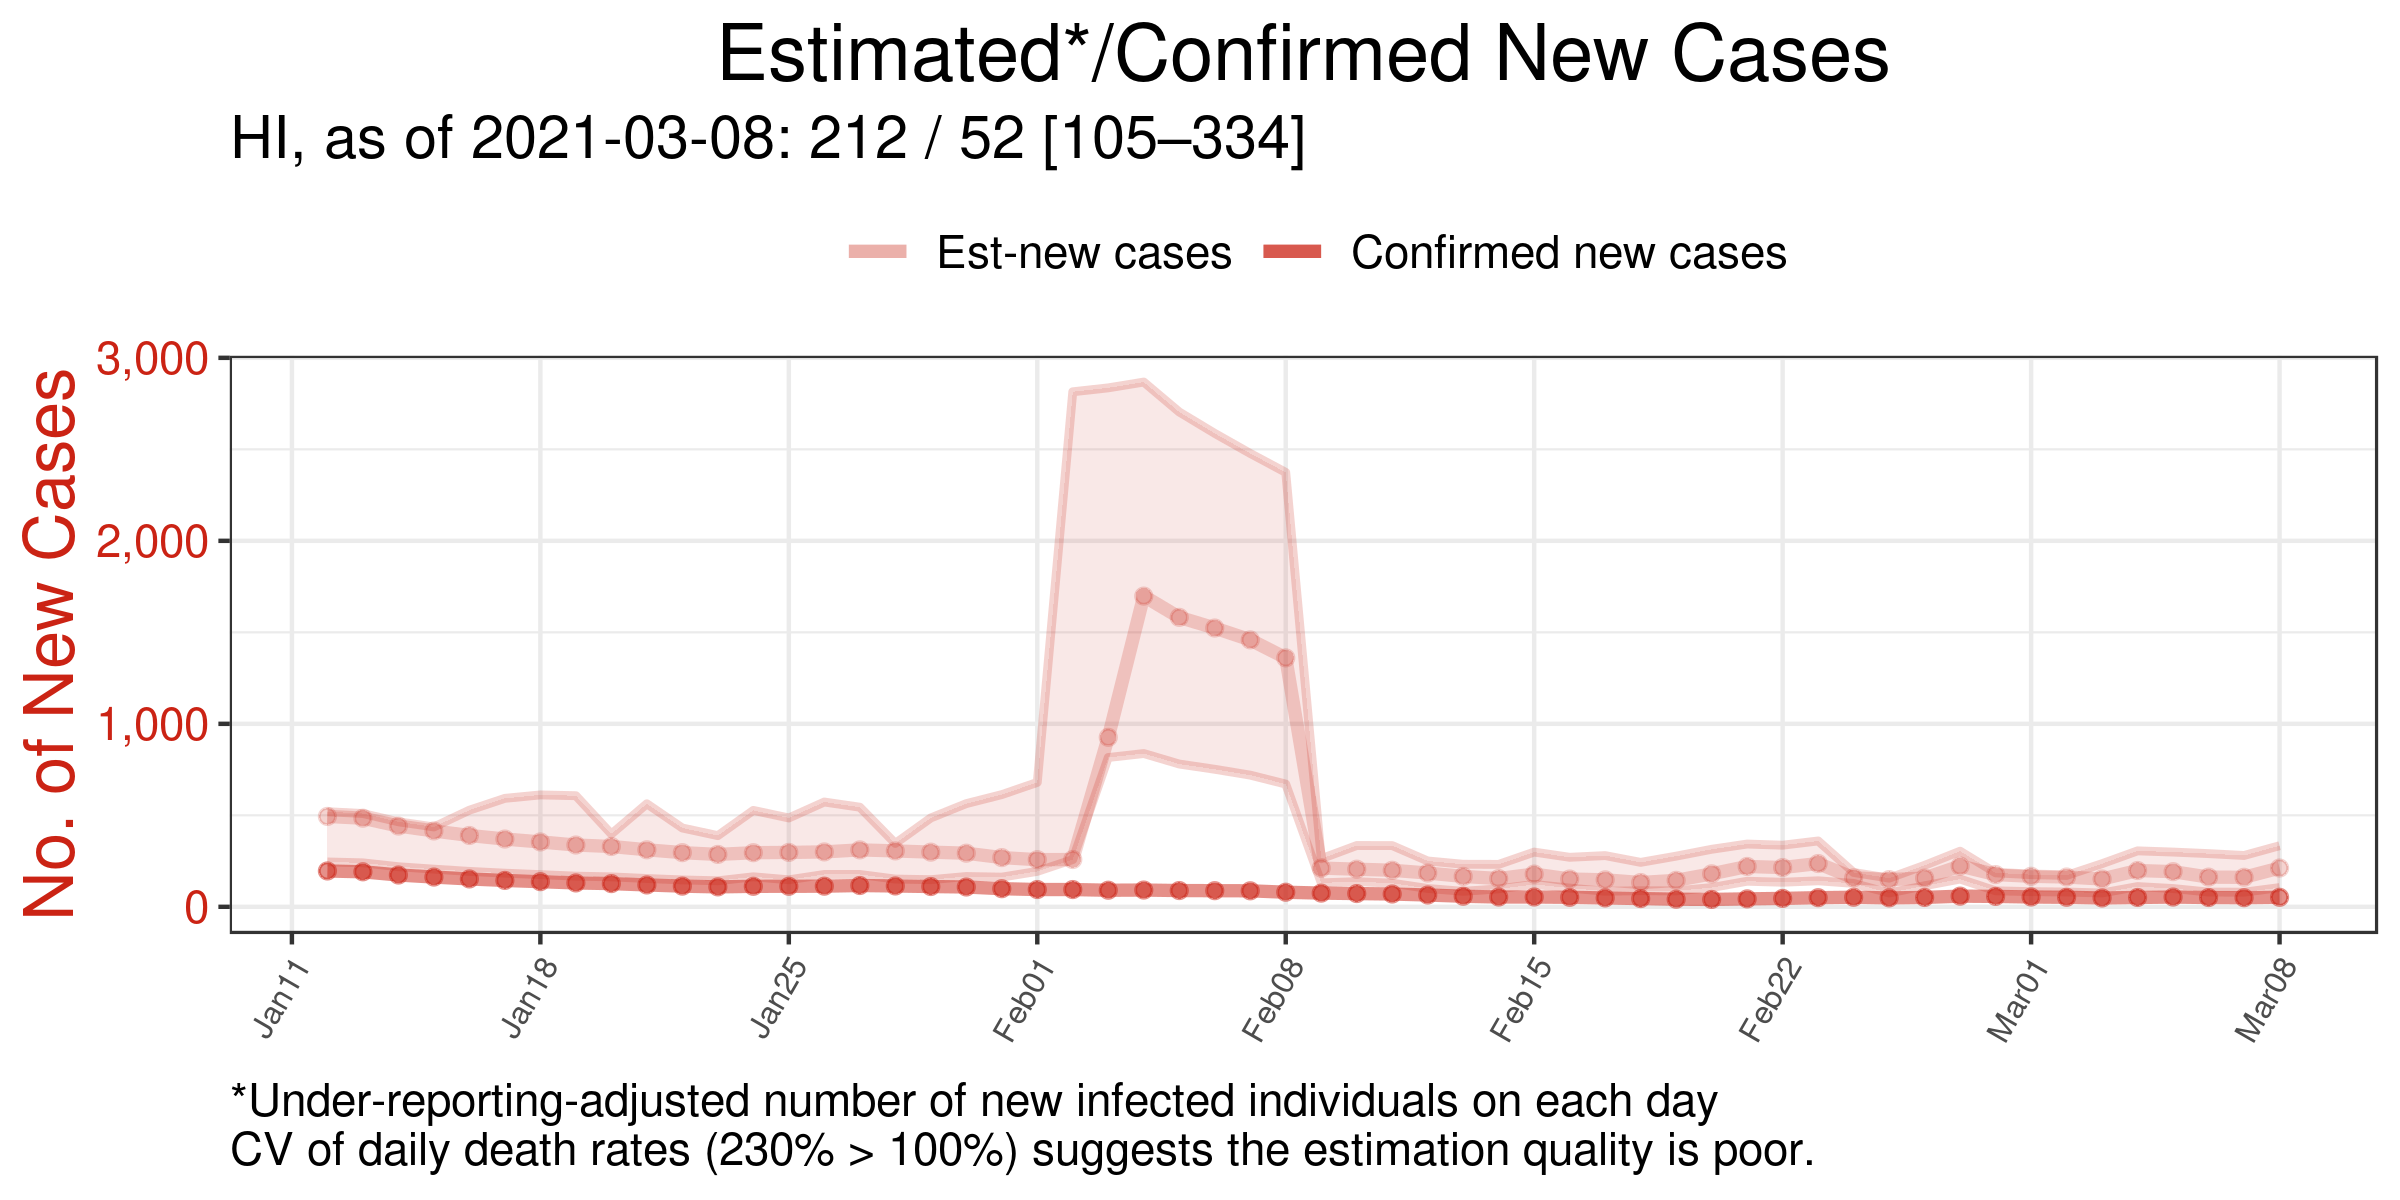 Estimated*/Confirmed New Cases
HI, as of 2021-03-08: 212 / 52 [105–334]
Est-new cases
Confirmed new cases
No. of New Cases
3,000
2,000
1,000
0
Jan11
Jan18
Jan25
Feb01
Feb08
Feb15
Feb22
Mar01
Mar08
*Under-reporting-adjusted number of new infected individuals on each day
CV of daily death rates (230% > 100%) suggests the estimation quality is poor.